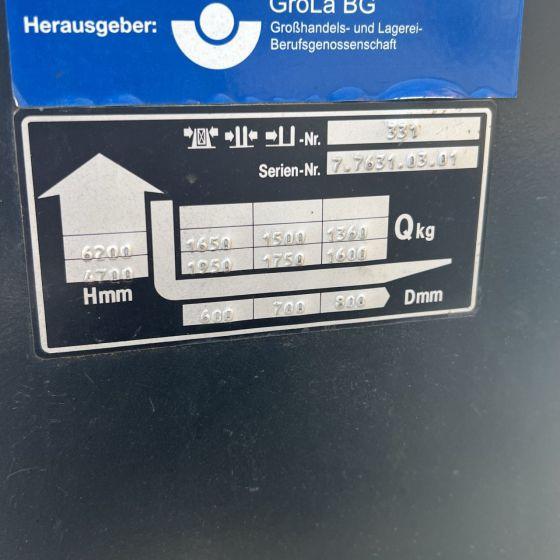 Herausgeber:
GroLa BG
Großhandels- und Lagerei-
Berufsgenossenschaft
-Nr. 331
Serien-Nr. 7.7631.03.01
6200 1650 1500 1360 Qkg
4700 1950 1750 1600
Hmm
600 700 800 Dmm